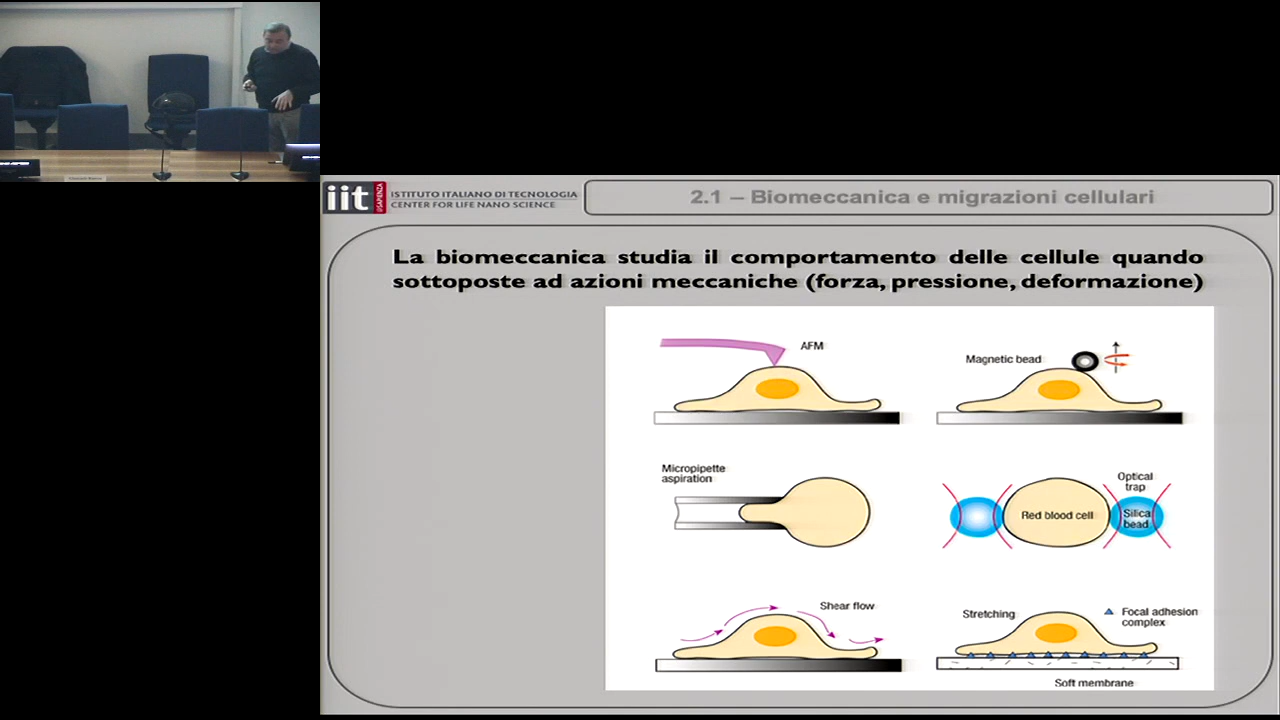 iit
SAPIENZA
ISTITUTO ITALIANO DI TECNOLOGIA
CENTER FOR LIFE NANO SCIENCE
2.1 – Biomeccanica e migrazioni cellulari
La biomeccanica studia il comportamento delle cellule quando
sottoposte ad azioni meccaniche (forza, pressione, deformazione)
AFM
Magnetic bead
Micropipette
aspiration
Optical
trap
Red blood cell
Silica
bead
Shear flow
Stretching
Focal adhesion
complex
Soft membrane